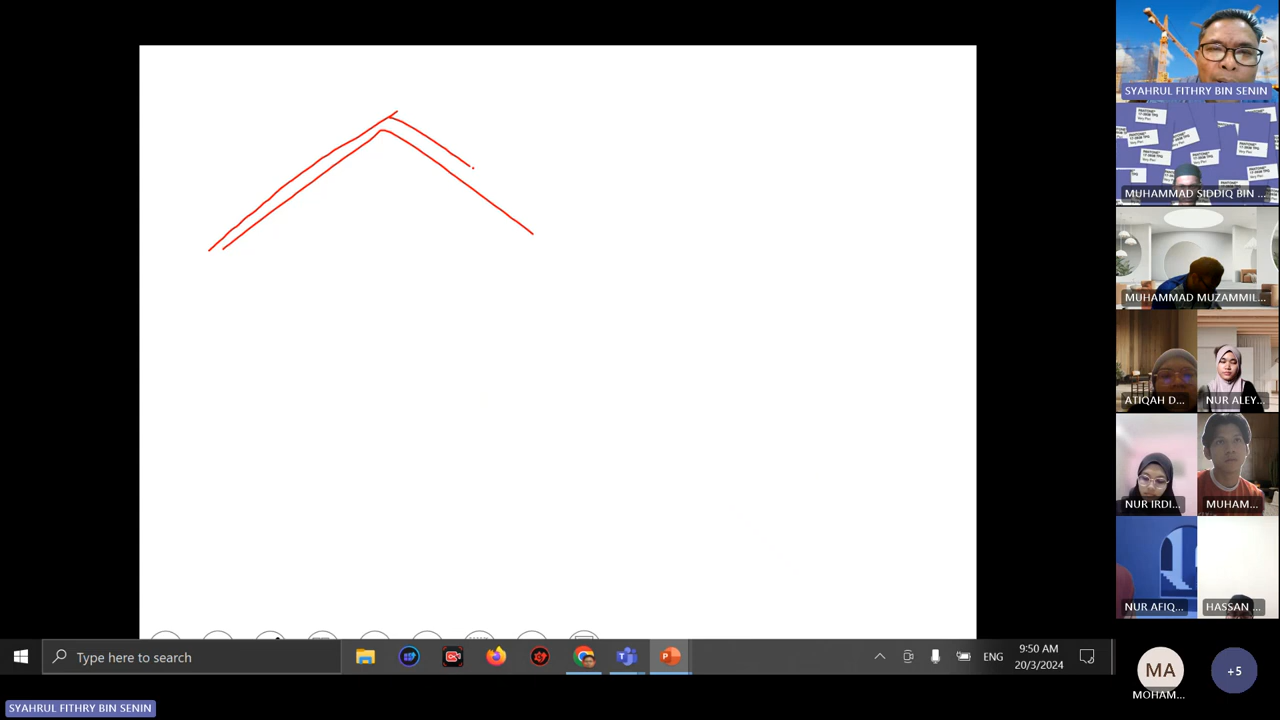 SYAHRUL FITHRY BIN SENIN
MUHAMMAD SIDDIQ BIN ...
MUHAMMAD MUZAMMIL...
ATIQAH D...
NUR ALEY...
NUR IRDI...
MUHAM...
NUR AFIQ...
HASSAN ...
MA
MOHAM...
+5
Type here to search
ENG
9:50 AM
20/3/2024
SYAHRUL FITHRY BIN SENIN